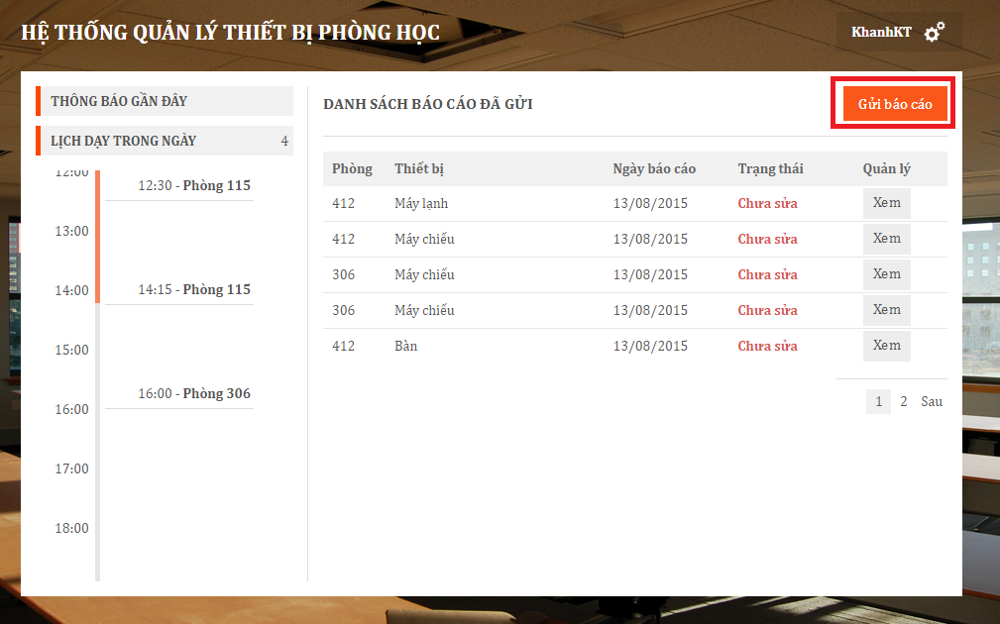 HỆ THỐNG QUẢN LÝ THIẾT BỊ PHÒNG HỌC
KhanhKT
THÔNG BÁO GẦN ĐÂY
LỊCH DẠY TRONG NGÀY 4
12:00
12:30 - Phòng 115
13:00
14:00
14:15 - Phòng 115
15:00
16:00 - Phòng 306
16:00
17:00
18:00
DANH SÁCH BÁO CÁO ĐÃ GỬI
Gửi báo cáo
Phòng Thiết bị Ngày báo cáo Trạng thái Quản lý
412 Máy lạnh 13/08/2015 Chưa sửa Xem
412 Máy chiếu 13/08/2015 Chưa sửa Xem
306 Máy chiếu 13/08/2015 Chưa sửa Xem
306 Máy chiếu 13/08/2015 Chưa sửa Xem
412 Bàn 13/08/2015 Chưa sửa Xem
1 2 Sau